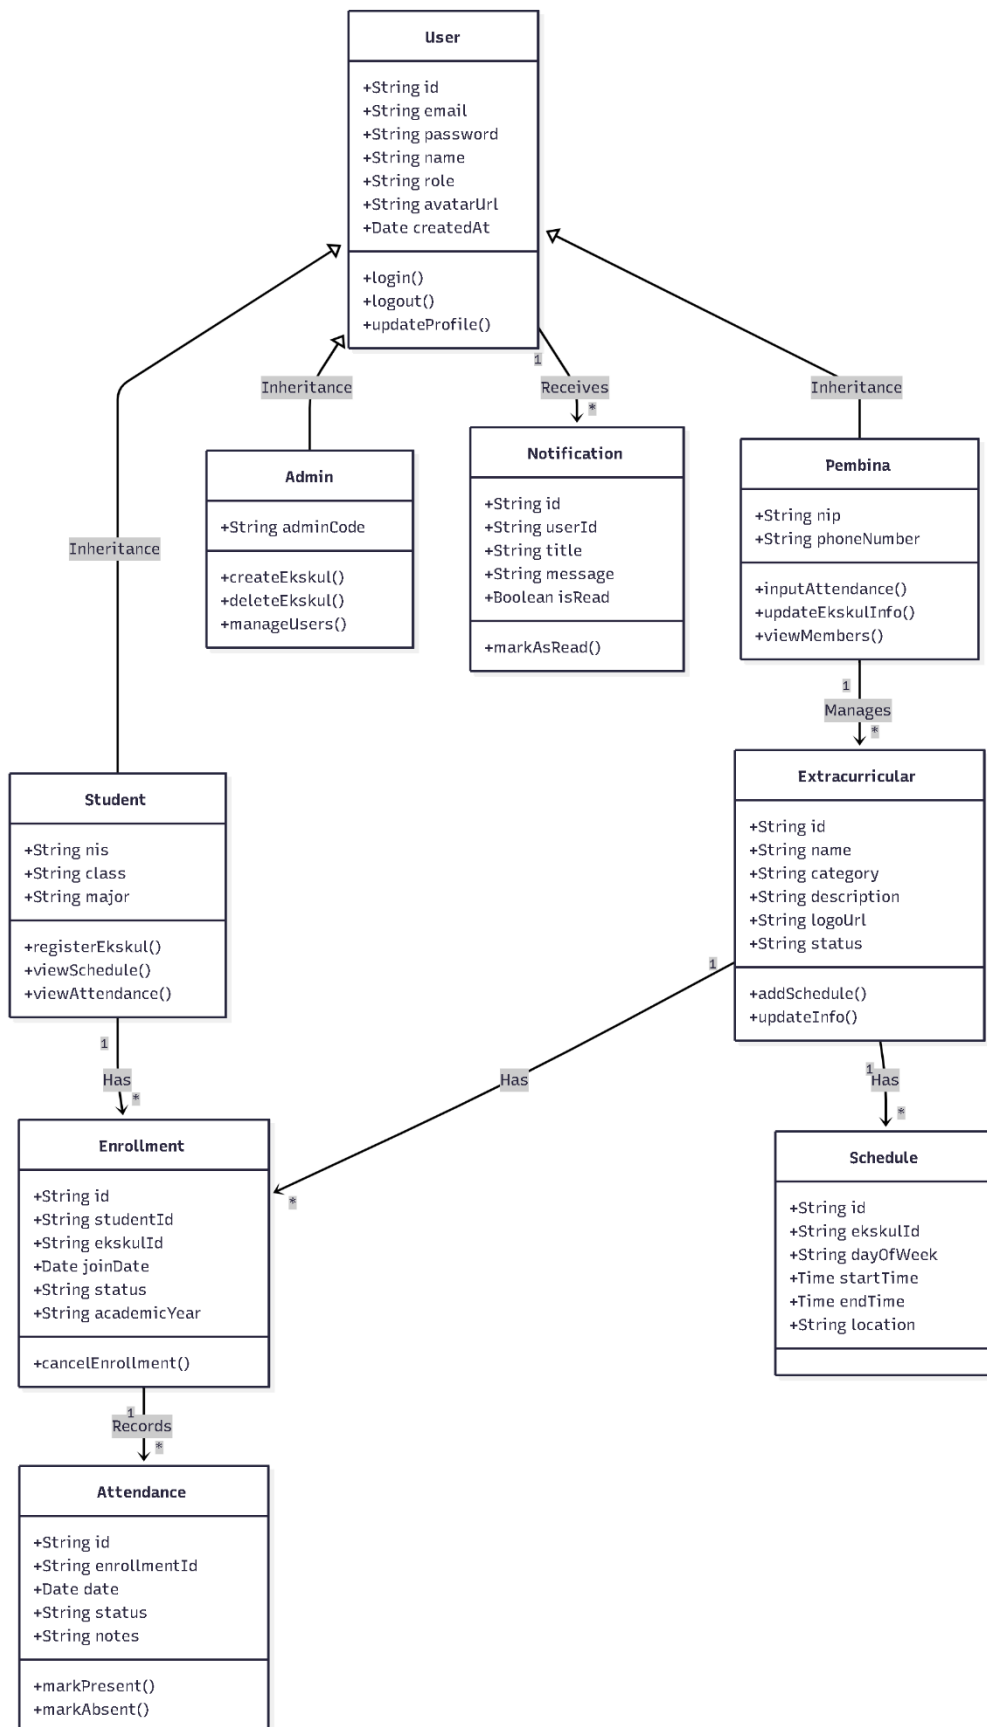 User
+String id
+String email
+String password
+String name
+String role
+String avatarUrl
+Date createdAt
+login()
+logout()
+updateProfile()
Inheritance
1
Receives
*
Inheritance
Admin
+String adminCode
+createEkskul()
+deleteEkskul()
+manageUsers()
Notification
+String id
+String userId
+String title
+String message
+Boolean isRead
+markAsRead()
Pembina
+String nip
+String phoneNumber
+inputAttendance()
+updateEkskulInfo()
+viewMembers()
Inheritance
1
Manages
*
Student
+String nis
+String class
+String major
+registerEkskul()
+viewSchedule()
+viewAttendance()
Extracurricular
+String id
+String name
+String category
+String description
+String logoUrl
+String status
+addSchedule()
+updateInfo()
1
Has
*
1
Has
*
1
Has
*
Enrollment
+String id
+String studentId
+String ekskulId
+Date joinDate
+String status
+String academicYear
+cancelEnrollment()
Schedule
+String id
+String ekskulId
+String dayOfWeek
+Time startTime
+Time endTime
+String location
1
Records
*
Attendance
+String id
+String enrollmentId
+Date date
+String status
+String notes
+markPresent()
+markAbsent()